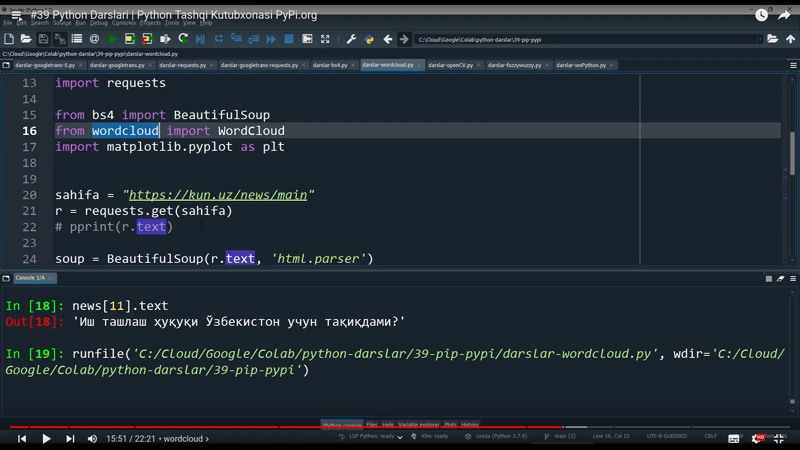 #39 Python Darslari | Python Tashqi Kutubxonasi PyPi.org
File Edit Search Source Run Debug Consoles Projects Tools View Help
C:\Cloud\Google\Colab\python-darslar\39-pip-pypi
C:\Cloud\Google\Colab\python-darslar\39-pip-pypi\darslar-wordcloud.py
darslar-googletrans-0.py darslar-googletrans.py darslar-requests.py darslar-googletrans-requests.py darslar-bs4.py darslar-wordcloud.py darslar-openCV.py darslar-fuzzywuzzy.py darslar-wxPython.py
13 import requests
14
15 from bs4 import BeautifulSoup
16 from wordcloud import WordCloud
17 import matplotlib.pyplot as plt
18
19
20 sahifa = "https://kun.uz/news/main"
21 r = requests.get(sahifa)
22 # pprint(r.text)
23
24 soup = BeautifulSoup(r.text, 'html.parser')
Console 1/A
In [18]: news[11].text
Out[18]: 'Иш ташлаш ҳуқуқи Ўзбекистон учун тақиқдами?'
In [19]: runfile('C:/Cloud/Google/Colab/python-darslar/39-pip-pypi/darslar-wordcloud.py', wdir='C:/Cloud/
Google/Colab/python-darslar/39-pip-pypi')
IPython console Files Help Variable explorer Plots History
15:51 / 22:21 • wordcloud ›
LSP Python: ready Kite: ready conda (Python 3.7.9) main [2] Line 16, Col 15 UTF-8-GUESSED CRLF
HD